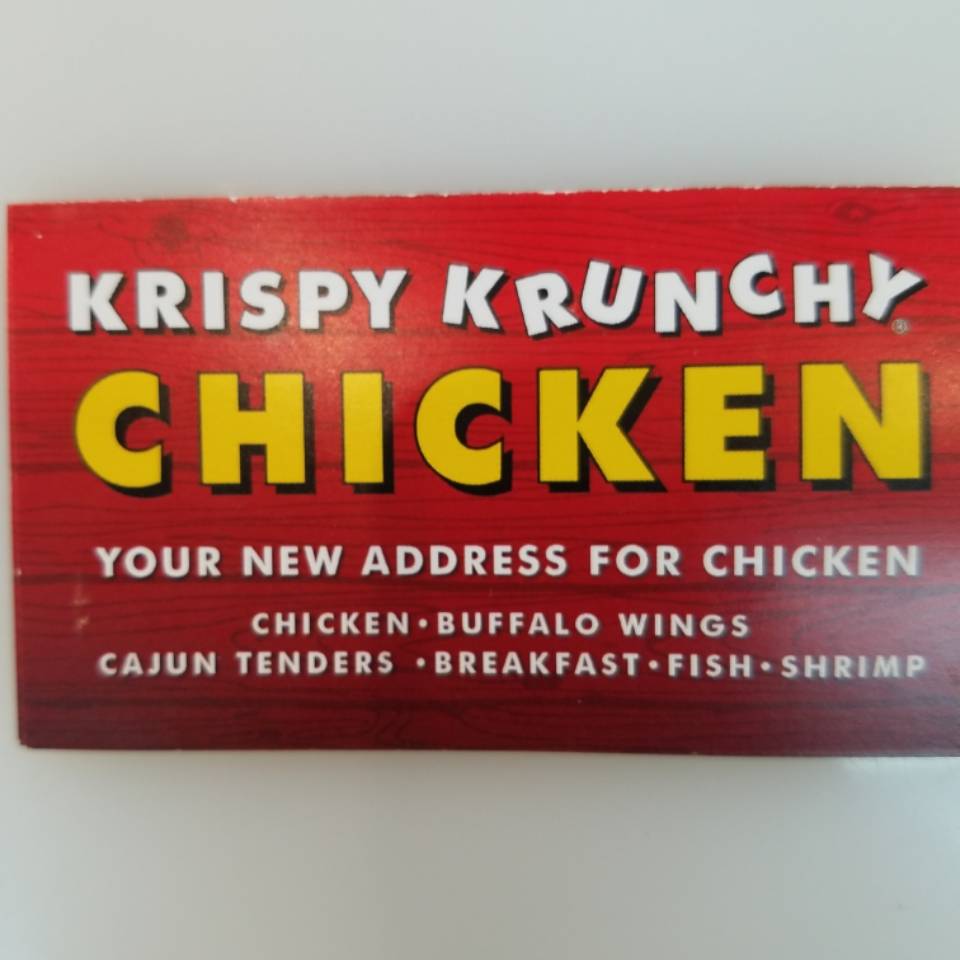 KRISPY KRUNCHY®
CHICKEN
YOUR NEW ADDRESS FOR CHICKEN
CHICKEN•BUFFALO WINGS
CAJUN TENDERS •BREAKFAST•FISH•SHRIMP